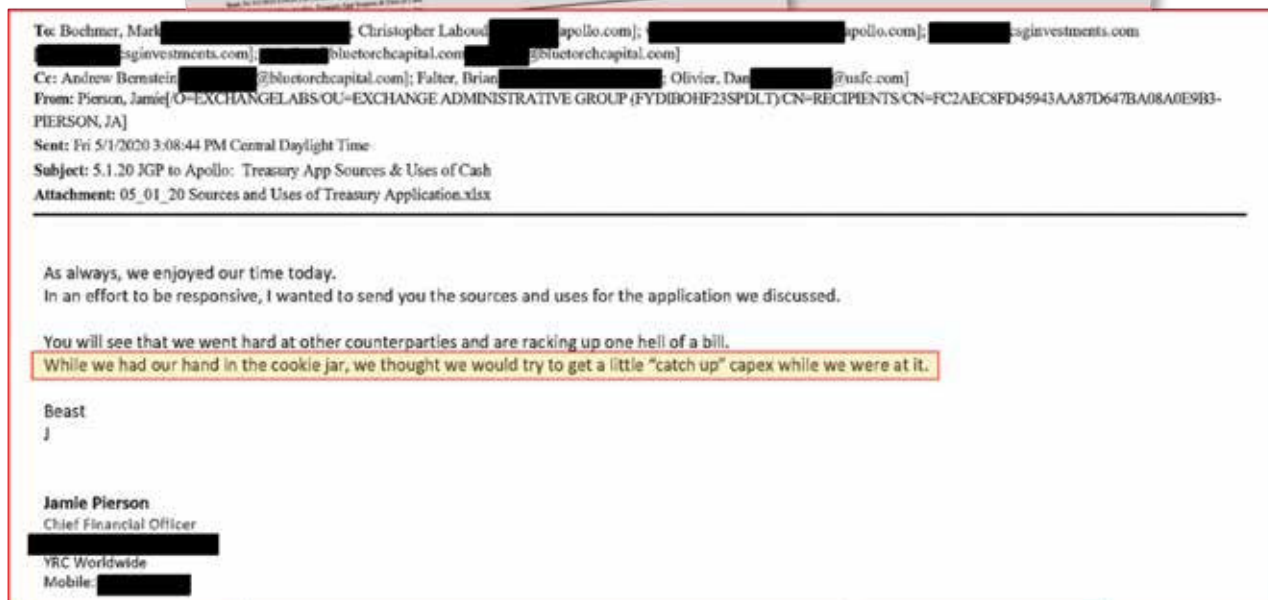 To: Boehmer, Mark ; Christopher Lahoud apollo.com]; apollo.com]; csginvestments.com
[ csginvestments.com]; bluetorchcapital.com @bluetorchcapital.com]
Cc: Andrew Bernstein @bluetorchcapital.com]; Falter, Brian ; Olivier, Dan @usfc.com]
From: Pierson, Jamie[/O=EXCHANGELABS/OU=EXCHANGE ADMINISTRATIVE GROUP (FYDIBOHF23SPDLT)/CN=RECIPIENTS/CN=FC2AEC8FD45943AA87D647BA08A0E9B3-
PIERSON, JA]
Sent: Fri 5/1/2020 3:08:44 PM Central Daylight Time
Subject: 5.1.20 JGP to Apollo: Treasury App Sources & Uses of Cash
Attachment: 05_01_20 Sources and Uses of Treasury Application.xlsx
As always, we enjoyed our time today.
In an effort to be responsive, I wanted to send you the sources and uses for the application we discussed.
You will see that we went hard at other counterparties and are racking up one hell of a bill.
While we had our hand in the cookie jar, we thought we would try to get a little “catch up” capex while we were at it.
Beast
J
Jamie Pierson
Chief Financial Officer
YRC Worldwide
Mobile: